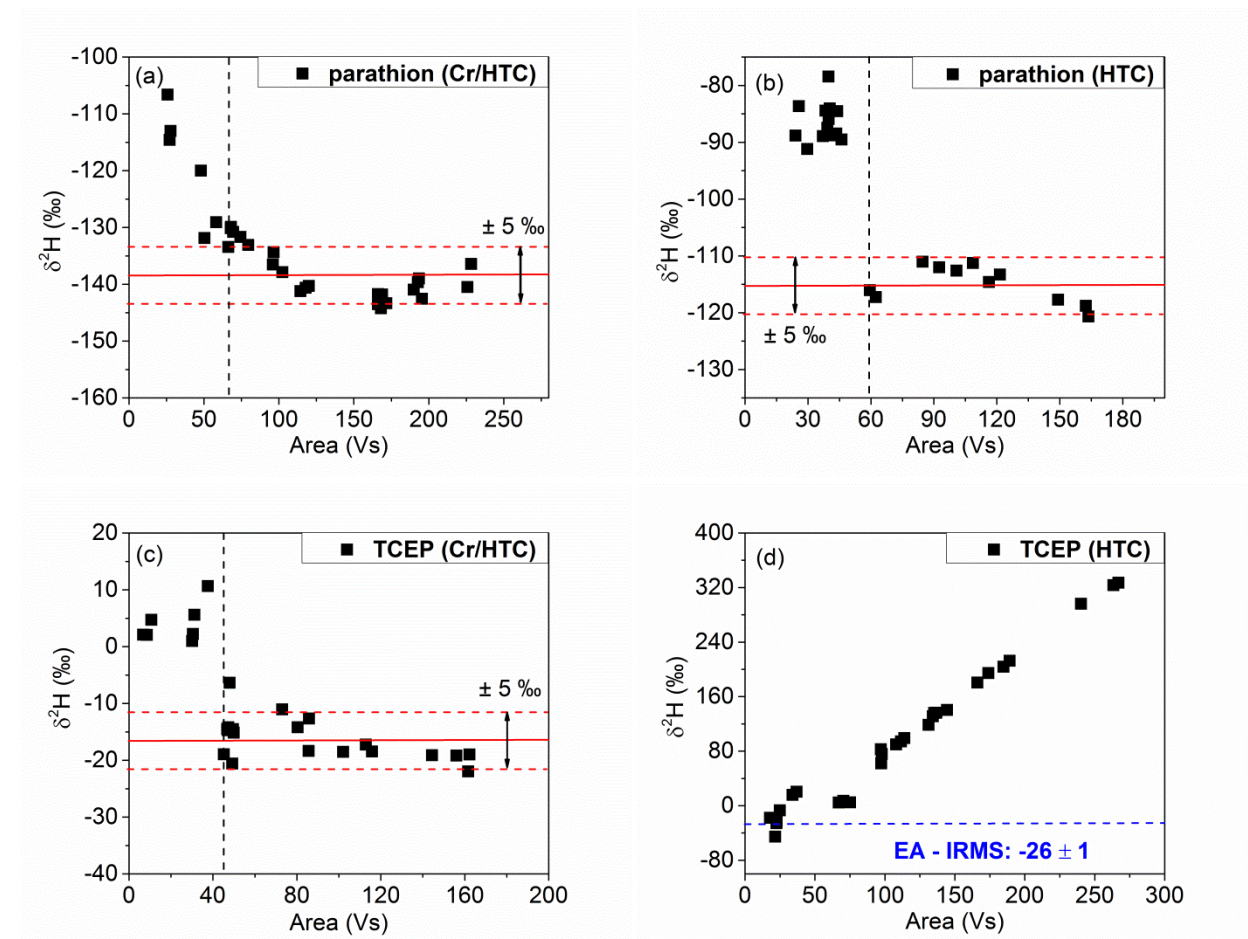 (a)
parathion (Cr/HTC)
-100
-110
-120
-130
-140
-150
-160
δ²H (‰)
± 5 ‰
0 50 100 150 200 250
Area (Vs)
(b)
parathion (HTC)
-80
-90
-100
-110
-120
-130
δ²H (‰)
± 5 ‰
0 30 60 90 120 150 180
Area (Vs)
(c)
TCEP (Cr/HTC)
20
10
0
-10
-20
-30
-40
δ²H (‰)
± 5 ‰
0 40 80 120 160 200
Area (Vs)
(d)
TCEP (HTC)
400
320
240
160
80
0
-80
δ²H (‰)
EA - IRMS: -26 ± 1
0 50 100 150 200 250 300
Area (Vs)